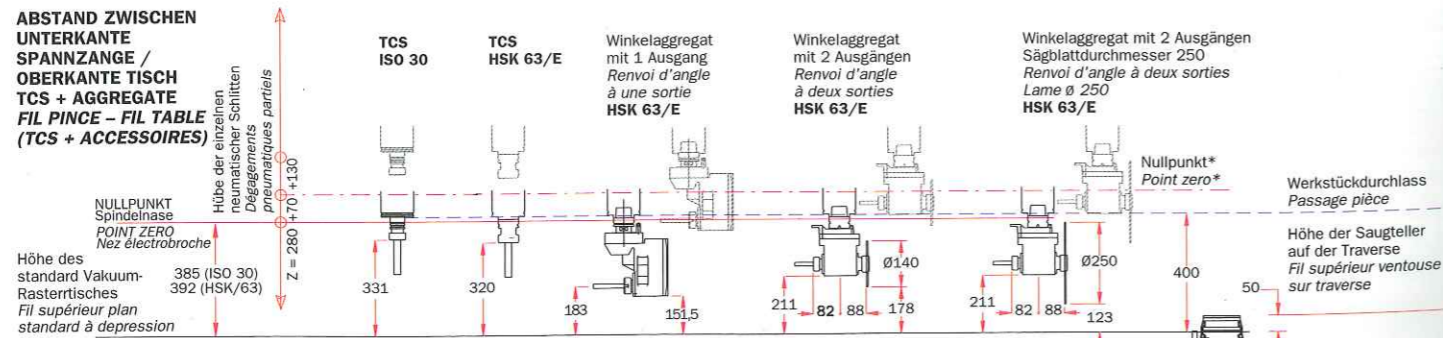 ABSTAND ZWISCHEN
UNTERKANTE
SPANNZANGE /
OBERKANTE TISCH
TCS + AGGREGATE
FIL PINCE – FIL TABLE
(TCS + ACCESSOIRES)
Hübe der einzelnen
neumatischer Schlitten
Dégagements
pneumatiques partiels
Z = 280 +70 +130
TCS
ISO 30
TCS
HSK 63/E
Winkelaggregat
mit 1 Ausgang
Renvoi d'angle
à une sortie
HSK 63/E
Winkelaggregat
mit 2 Ausgängen
Renvoi d'angle
à deux sorties
HSK 63/E
Winkelaggregat mit 2 Ausgängen
Sägblattdurchmesser 250
Renvoi d'angle à deux sorties
Lame ø 250
HSK 63/E
Nullpunkt*
Point zero*
Werkstückdurchlass
Passage pièce
NULLPUNKT
Spindelnase
POINT ZERO
Nez électrobroche
Höhe des
standard Vakuum-
Rasterrtisches
Fil supérieur plan
standard à depression
385 (ISO 30)
392 (HSK/63)
331
320
183
151,5
211
82
88
Ø140
178
211
82
88
Ø250
123
400
Höhe der Saugteller
auf der Traverse
Fil supérieur ventouse
sur traverse
50